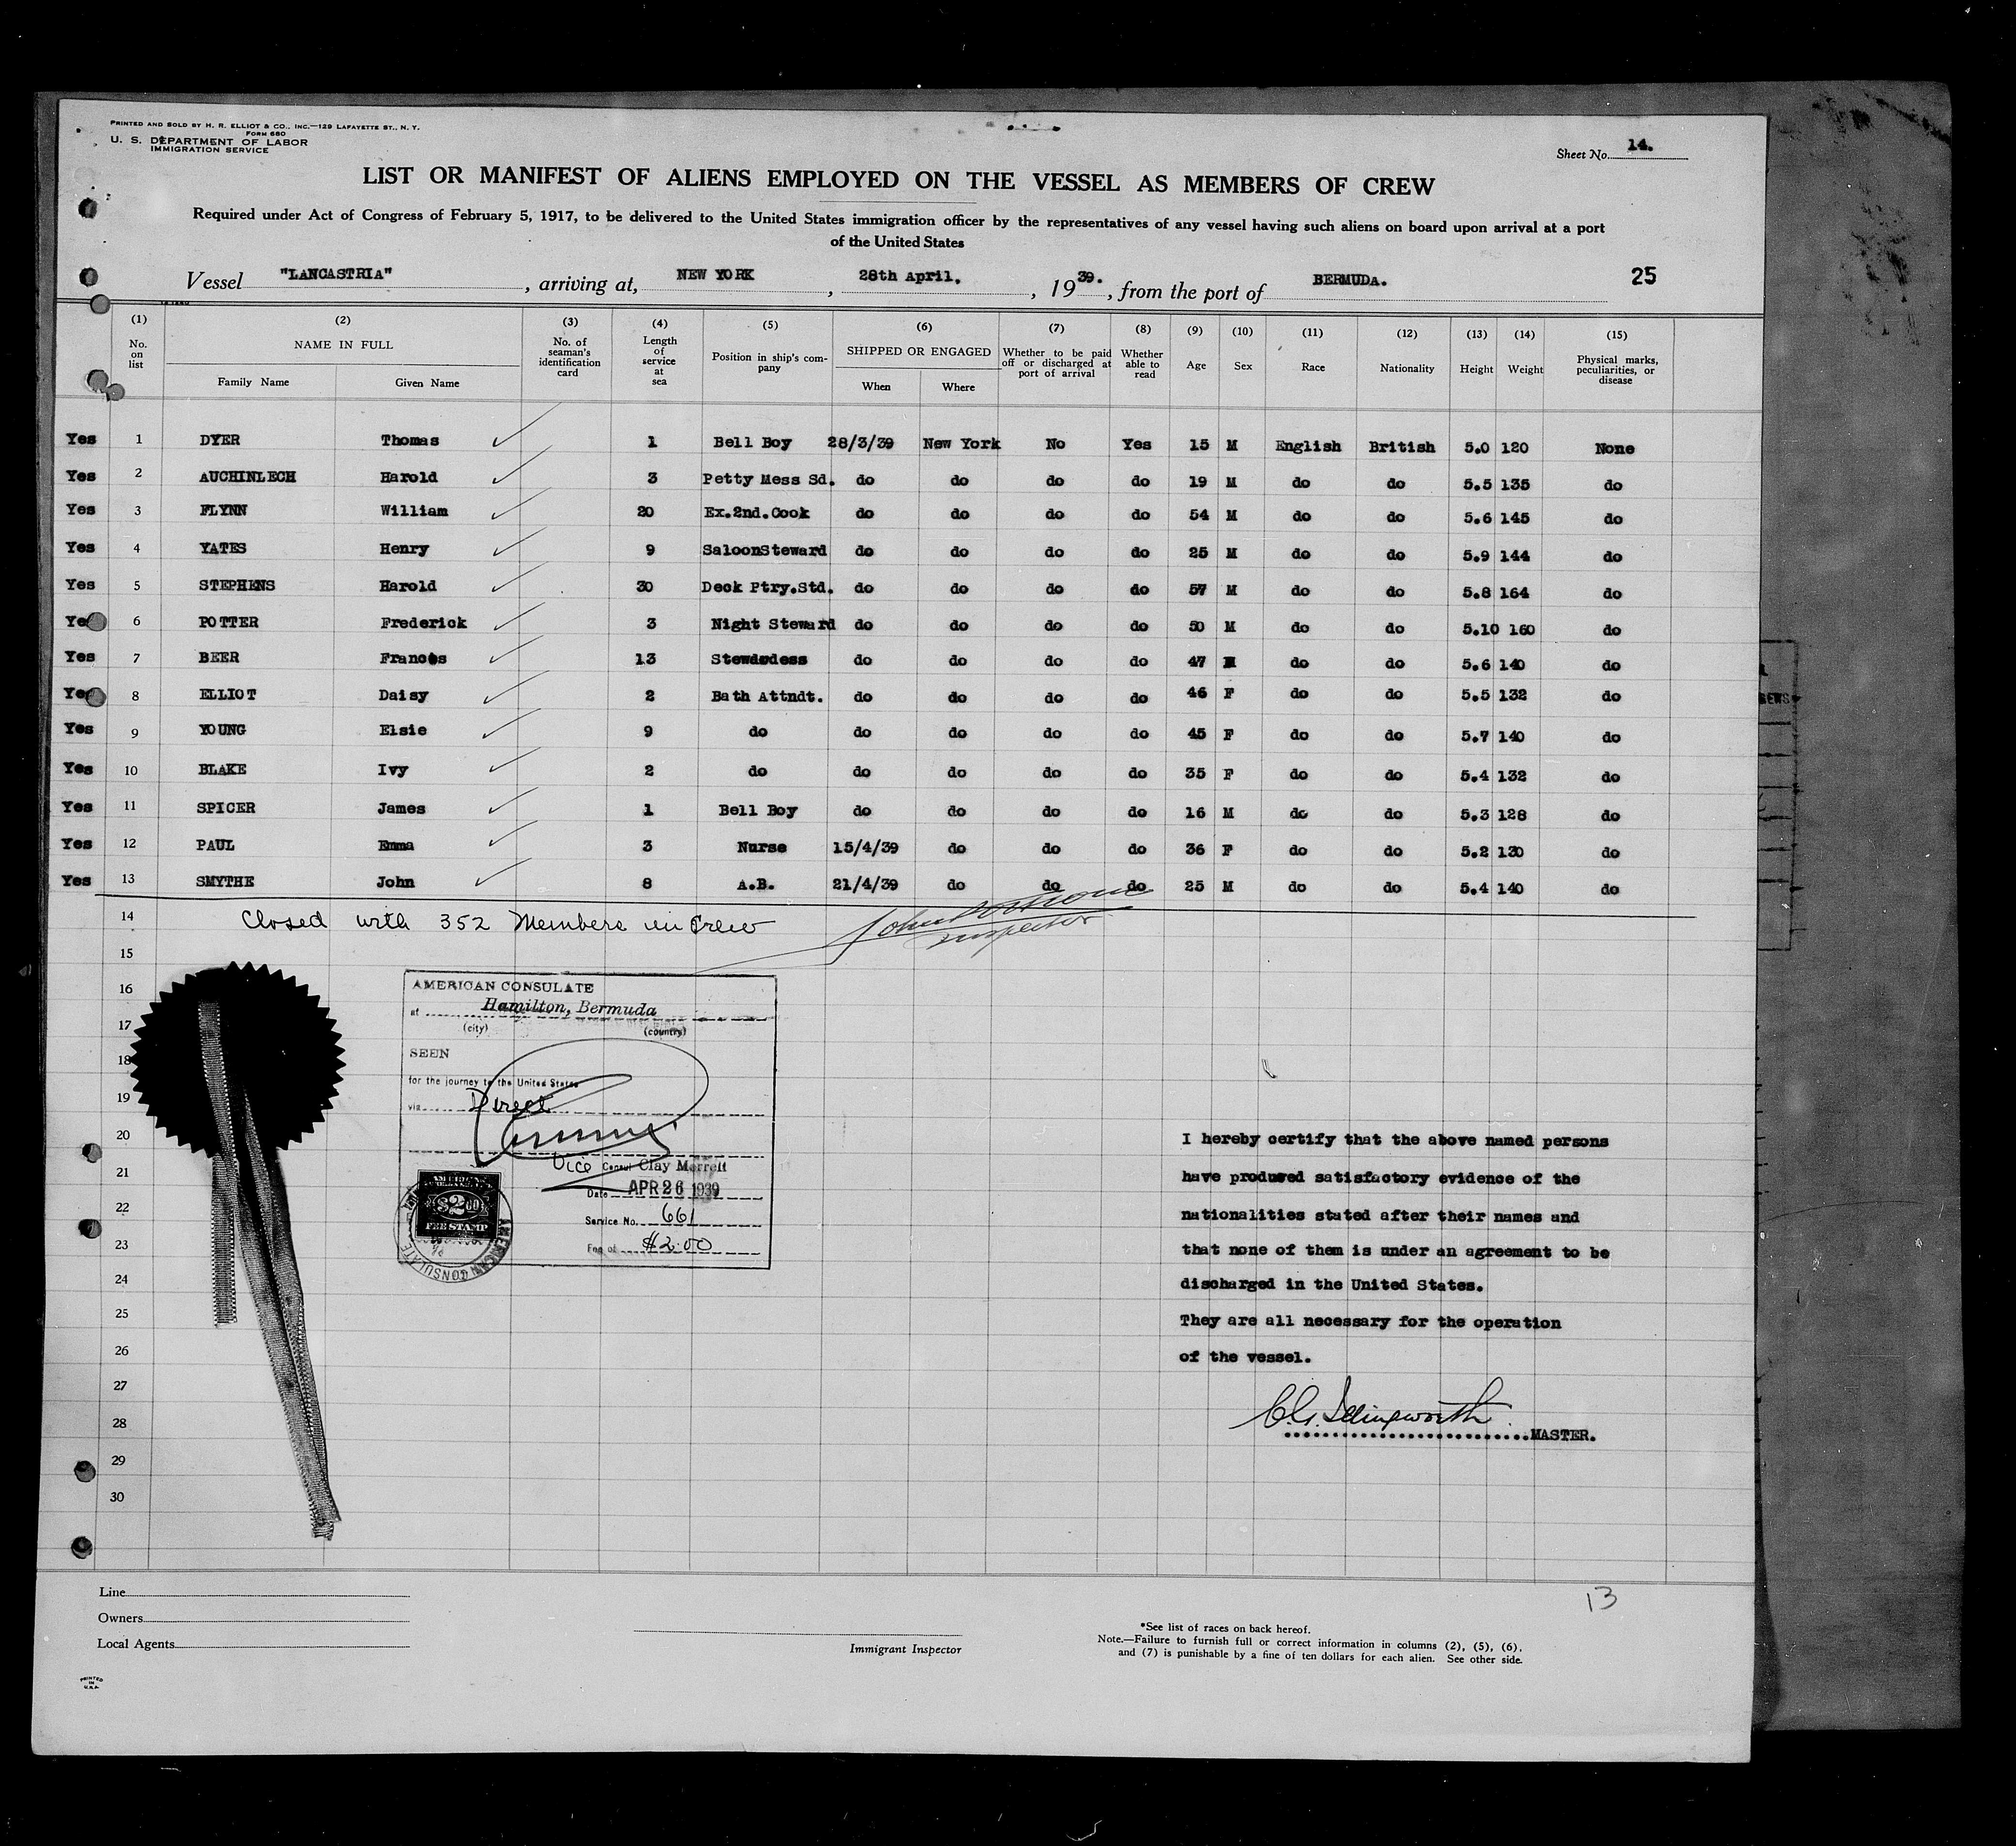 PRINTED AND SOLD BY H. R. ELLIOT & CO., INC.—129 LAFAYETTE ST., N. Y.
FORM 680
U. S. DEPARTMENT OF LABOR
IMMIGRATION SERVICE
Sheet No. 14.
LIST OR MANIFEST OF ALIENS EMPLOYED ON THE VESSEL AS MEMBERS OF CREW
Required under Act of Congress of February 5, 1917, to be delivered to the United States immigration officer by the representatives of any vessel having such aliens on board upon arrival at a port
of the United States
Vessel "LANCASTRIA", arriving at, NEW YORK, 28th April., 1939., from the port of BERMUDA. 25
(1) (2) (3) (4) (5) (6) (7) (8) (9) (10) (11) (12) (13) (14) (15)
No. on list NAME IN FULL Family Name Given Name No. of seaman's identification card Length of service at sea Position in ship's company SHIPPED OR ENGAGED When Where Whether to be paid off or discharged at port of arrival Whether able to read Age Sex Race Nationality Height Weight Physical marks, peculiarities, or disease
Yes 1 DYER Thomas 1 Bell Boy 28/3/39 New York No Yes 15 M English British 5.0 120 None
Yes 2 AUCHINLECH Harold 3 Petty Mess Sd. do do do do 19 M do do 5.5 135 do
Yes 3 FLYNN William 20 Ex.2nd.Cook do do do do 54 M do do 5.6 145 do
Yes 4 YATES Henry 9 SaloonSteward do do do do 25 M do do 5.9 144 do
Yes 5 STEPHENS Harold 30 Deck Ptry.Std. do do do do 57 M do do 5.8 164 do
Yes 6 POTTER Frederick 3 Night Steward do do do do 50 M do do 5.10 160 do
Yes 7 BEER Frances 13 Stewdedess do do do do 47 do do 5.6 140 do
Yes 8 ELLIOT Daisy 2 Bath Attndt. do do do do 46 F do do 5.5 132 do
Yes 9 YOUNG Elsie 9 do do do do do 45 F do do 5.7 140 do
Yes 10 BLAKE Ivy 2 do do do do do 35 F do do 5.4 132 do
Yes 11 SPICER James 1 Bell Boy do do do do 16 M do do 5.3 128 do
Yes 12 PAUL Emma 3 Nurse 15/4/39 do do do 36 F do do 5.2 130 do
Yes 13 SMYTHE John 8 A.B. 21/4/39 do do do 25 M do do 5.4 140 do
14 Closed with 352 Members in Crew John
Inspector
15
16
17
18
19
20
21
22
23
24
25
26
27
28
29
30
AMERICAN CONSULATE
at Hamilton, Bermuda
(city) (country)
SEEN
for the journey to the United States
via Direct
Vice Consul Clay Merrell
Date APR 26 1939
Service No. 661
Fee of $2.00
AMERICAN
$2.00
FEE STAMP
AMERICAN CONSULATE
I hereby certify that the above named persons
have produced satisfactory evidence of the
nationalities stated after their names and
that none of them is under an agreement to be
discharged in the United States.
They are all necessary for the operation
of the vessel.
MASTER.
13
Line
Owners
Local Agents
Immigrant Inspector
*See list of races on back hereof.
Note.—Failure to furnish full or correct information in columns (2), (5), (6),
and (7) is punishable by a fine of ten dollars for each alien. See other side.
PRINTED
IN
U.S.A.